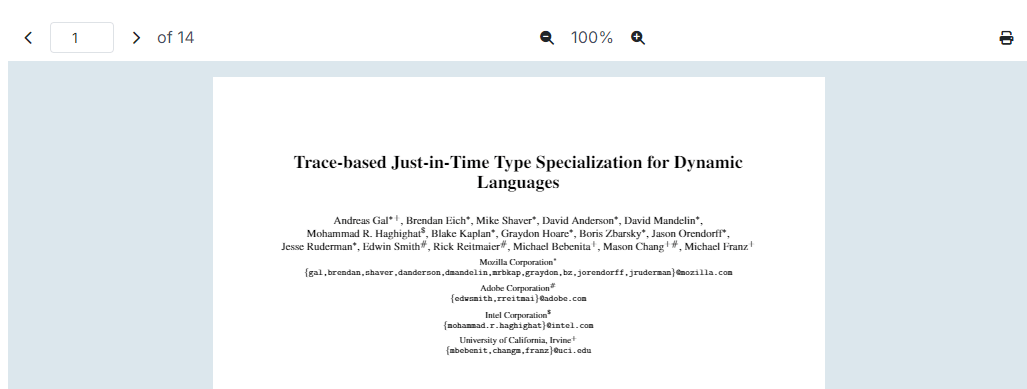 1 of 14 100%
Trace-based Just-in-Time Type Specialization for Dynamic
Languages
Andreas Gal*+, Brendan Eich*, Mike Shaver*, David Anderson*, David Mandelin*,
Mohammad R. Haghighat$, Blake Kaplan*, Graydon Hoare*, Boris Zbarsky*, Jason Orendorff*,
Jesse Ruderman*, Edwin Smith#, Rick Reitmaier#, Michael Bebenita+, Mason Chang+#, Michael Franz+
Mozilla Corporation*
{gal,brendan,shaver,danderson,dmandelin,mrbkap,graydon,bz,jorendorff,jruderman}@mozilla.com
Adobe Corporation#
{edwsmith,rreitmai}@adobe.com
Intel Corporation$
{mohammad.r.haghighat}@intel.com
University of California, Irvine+
{mbebenit,changm,franz}@uci.edu